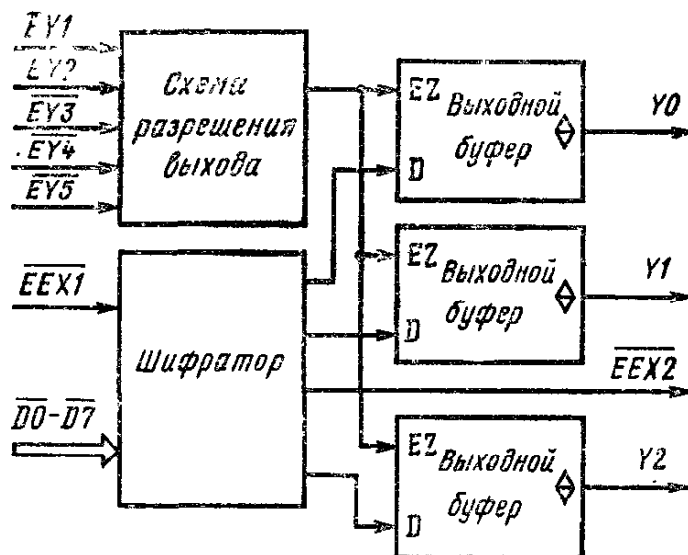 EY1
EY2
EY3
EY4
EY5
Схема
разрешения
выхода
EZ Выходной
буфер
D
Y0
EZ Выходной
буфер
D
Y1
EEX1
Шифратор
EEX2
D0-D7
EZ Выходной
буфер
D
Y2